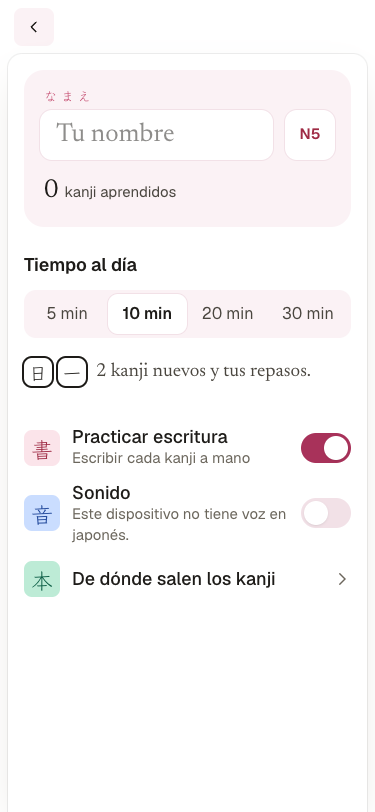 なまえ
Tu nombre
N5
0 kanji aprendidos
Tiempo al día
5 min 10 min 20 min 30 min
日 一 2 kanji nuevos y tus repasos.
書 Practicar escritura
Escribir cada kanji a mano
音 Sonido
Este dispositivo no tiene voz en
japonés.
本 De dónde salen los kanji